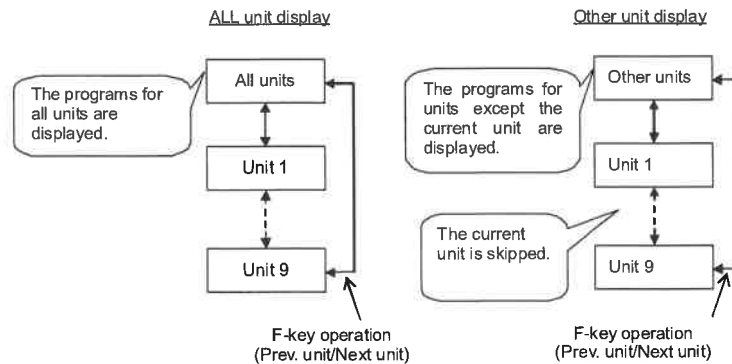 ALL unit display
All units
The programs for
all units are
displayed.
Unit 1
Unit 9
F-key operation
(Prev. unit/Next unit)
Other unit display
Other units
The programs for
units except the
current unit are
displayed.
Unit 1
The current
unit is skipped.
Unit 9
F-key operation
(Prev. unit/Next unit)